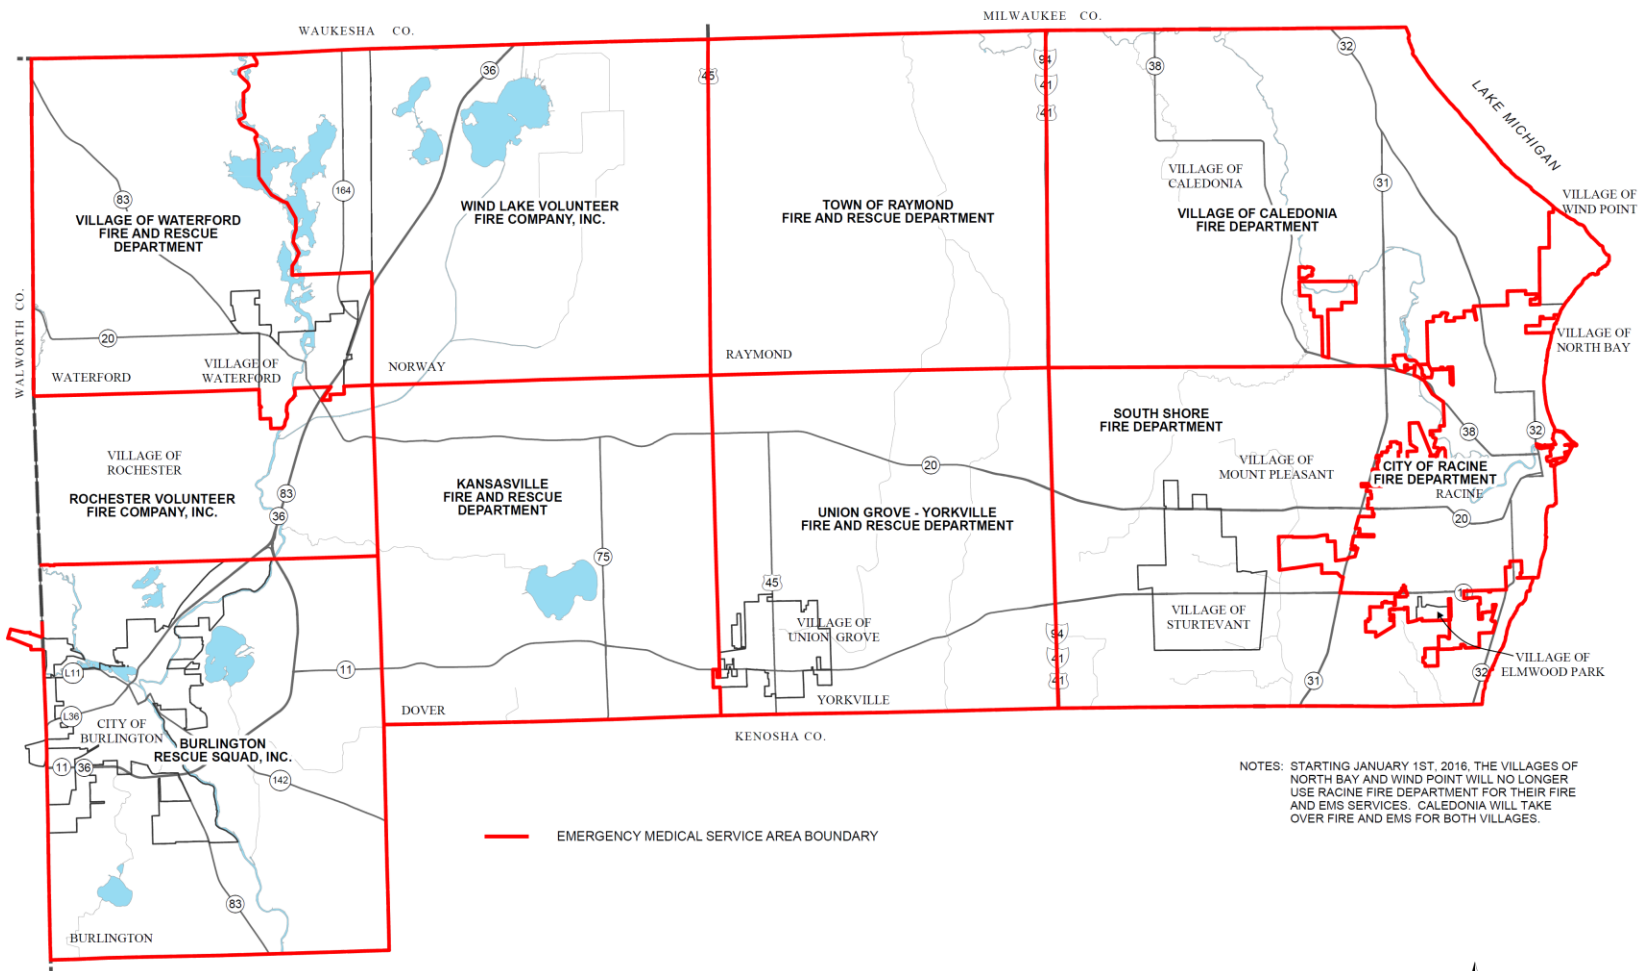 WAUKESHA CO.
MILWAUKEE CO.
WALWORTH CO.
KENOSHA CO.
LAKE MICHIGAN
83
VILLAGE OF WATERFORD
FIRE AND RESCUE
DEPARTMENT
164
36
WIND LAKE VOLUNTEER
FIRE COMPANY, INC.
45
TOWN OF RAYMOND
FIRE AND RESCUE DEPARTMENT
94
41
41
38
32
31
VILLAGE OF
CALEDONIA
VILLAGE OF CALEDONIA
FIRE DEPARTMENT
VILLAGE OF
WIND POINT
VILLAGE OF
NORTH BAY
20
VILLAGE OF
WATERFORD
WATERFORD
NORWAY
RAYMOND
VILLAGE OF
ROCHESTER
ROCHESTER VOLUNTEER
FIRE COMPANY, INC.
83
36
KANSASVILLE
FIRE AND RESCUE
DEPARTMENT
75
20
UNION GROVE - YORKVILLE
FIRE AND RESCUE DEPARTMENT
45
VILLAGE OF
UNION GROVE
SOUTH SHORE
FIRE DEPARTMENT
VILLAGE OF
MOUNT PLEASANT
38
32
CITY OF RACINE
FIRE DEPARTMENT
RACINE
20
11
VILLAGE OF
STURTEVANT
94
41
41
31
32
VILLAGE OF
ELMWOOD PARK
L11
L36
CITY OF
BURLINGTON
11
36
BURLINGTON
RESCUE SQUAD, INC.
142
83
BURLINGTON
11
DOVER
YORKVILLE
EMERGENCY MEDICAL SERVICE AREA BOUNDARY
NOTES: STARTING JANUARY 1ST, 2016, THE VILLAGES OF
NORTH BAY AND WIND POINT WILL NO LONGER
USE RACINE FIRE DEPARTMENT FOR THEIR FIRE
AND EMS SERVICES. CALEDONIA WILL TAKE
OVER FIRE AND EMS FOR BOTH VILLAGES.